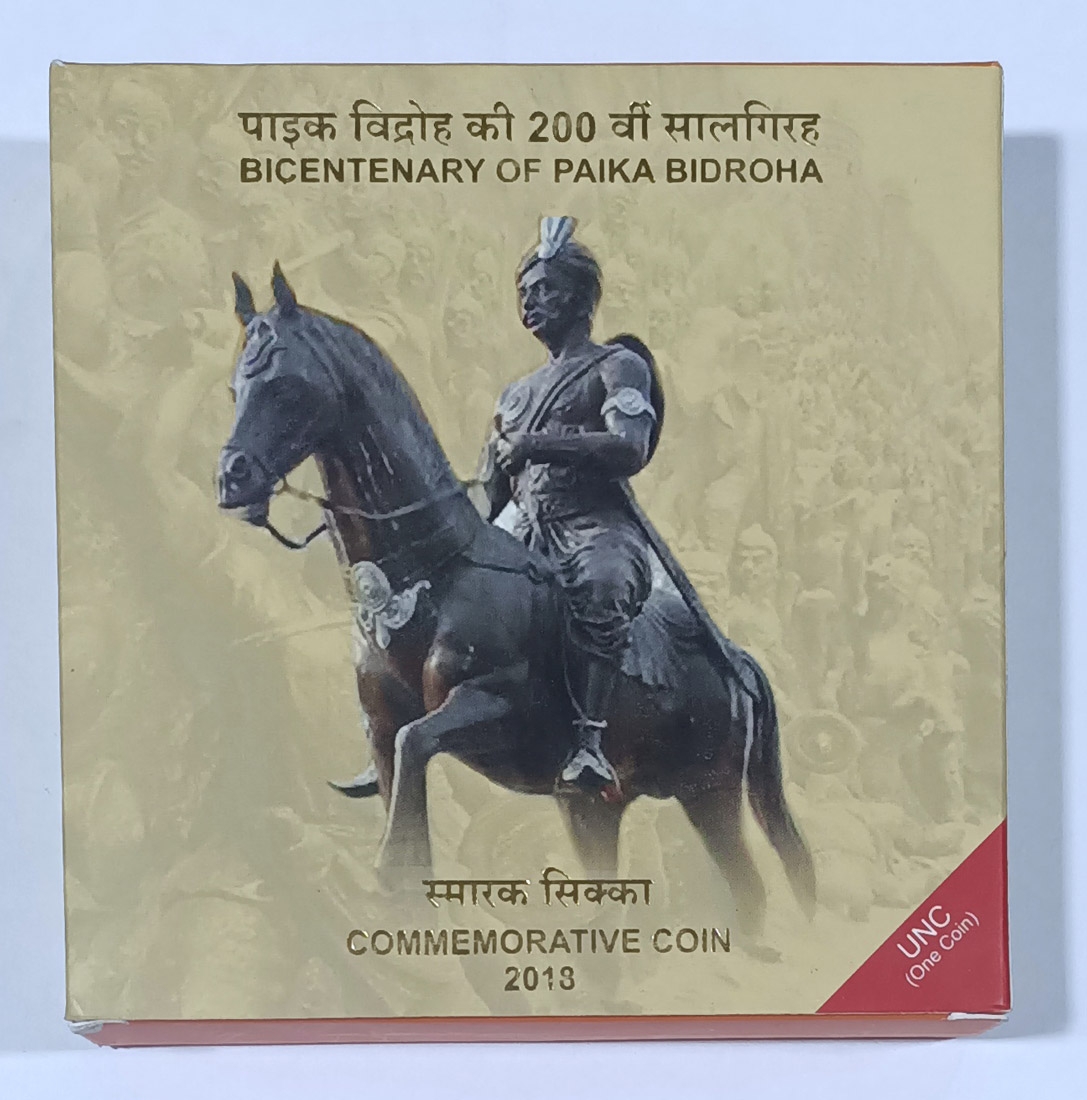 पाइक विद्रोह की 200 वीं सालगिरह
BICENTENARY OF PAIKA BIDROHA
स्मारक सिक्का
COMMEMORATIVE COIN
2018
UNC
(One Coin)